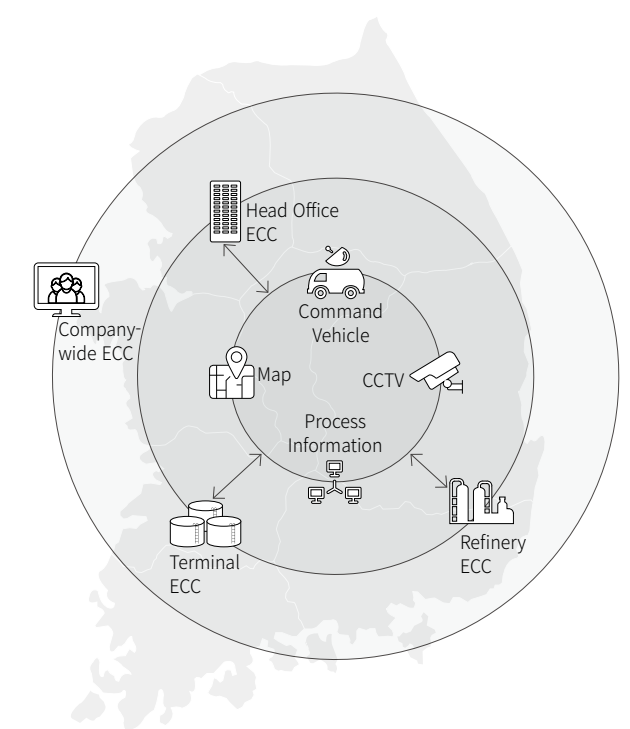 Head Office
ECC
Company-
wide ECC
Command
Vehicle
Map
CCTV
Process
Information
Terminal
ECC
Refinery
ECC